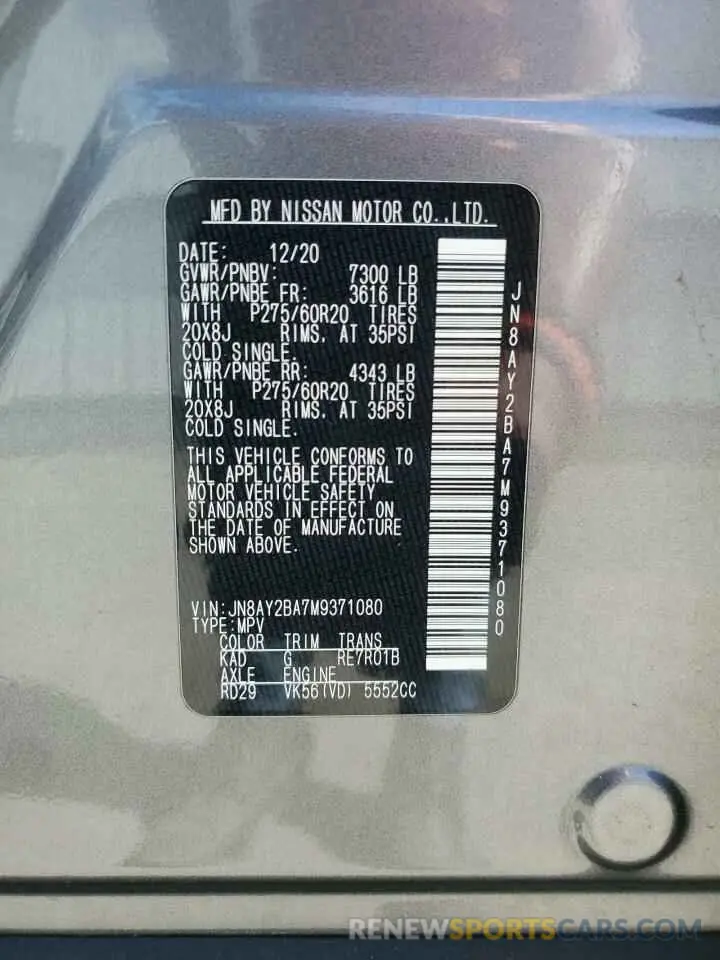 MFD BY NISSAN MOTOR CO.,LTD.
DATE: 12/20
GVWR/PNBV: 7300 LB
GAWR/PNBE FR: 3616 LB
WITH P275/60R20 TIRES
20X8J RIMS. AT 35PSI
COLD SINGLE.
GAWR/PNBE RR: 4343 LB
WITH P275/60R20 TIRES
20X8J RIMS. AT 35PSI
COLD SINGLE.
THIS VEHICLE CONFORMS TO
ALL APPLICABLE FEDERAL
MOTOR VEHICLE SAFETY
STANDARDS IN EFFECT ON
THE DATE OF MANUFACTURE
SHOWN ABOVE.
VIN:JN8AY2BA7M9371080
TYPE:MPV
COLOR TRIM TRANS
KAD G RE7R01B
AXLE ENGINE
RD29 VK56(VD) 5552CC
JN8AY2BA7M9371080
RENEWSPORTSCARS.COM